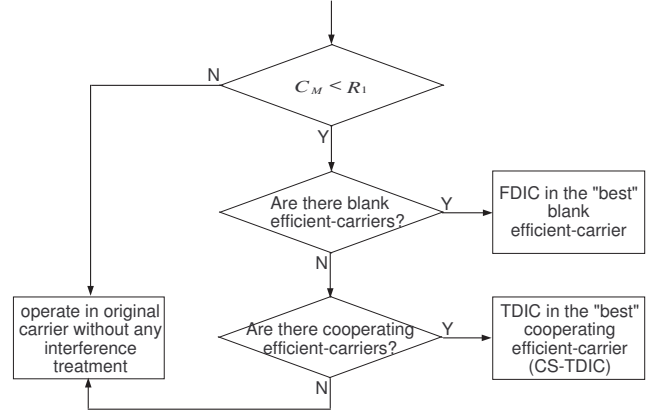 N
C_M < R_1
Y
Are there blank
efficient-carriers?
Y
FDIC in the "best"
blank
efficient-carrier
N
operate in original
carrier without any
interference
treatment
Are there cooperating
efficient-carriers?
Y
TDIC in the "best"
cooperating
efficient-carrier
(CS-TDIC)
N